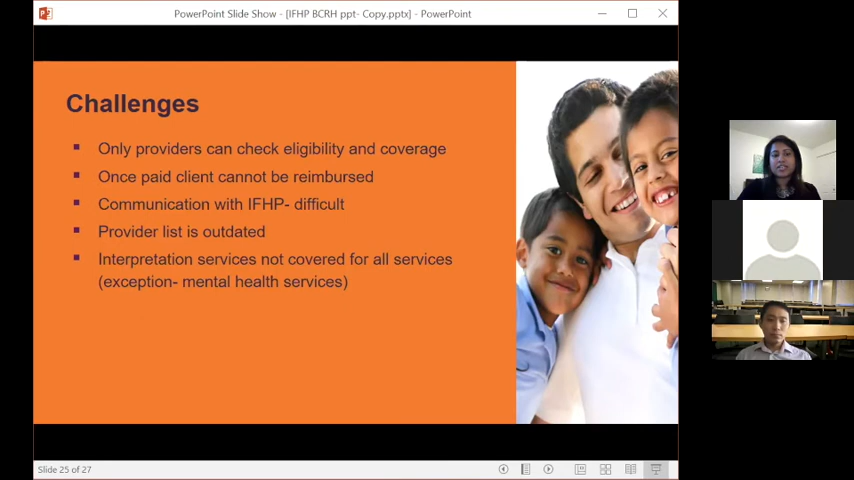 PowerPoint Slide Show - [IFHP BCRH ppt- Copy.pptx] - PowerPoint
Challenges
Only providers can check eligibility and coverage
Once paid client cannot be reimbursed
Communication with IFHP- difficult
Provider list is outdated
Interpretation services not covered for all services
(exception- mental health services)
Slide 25 of 27